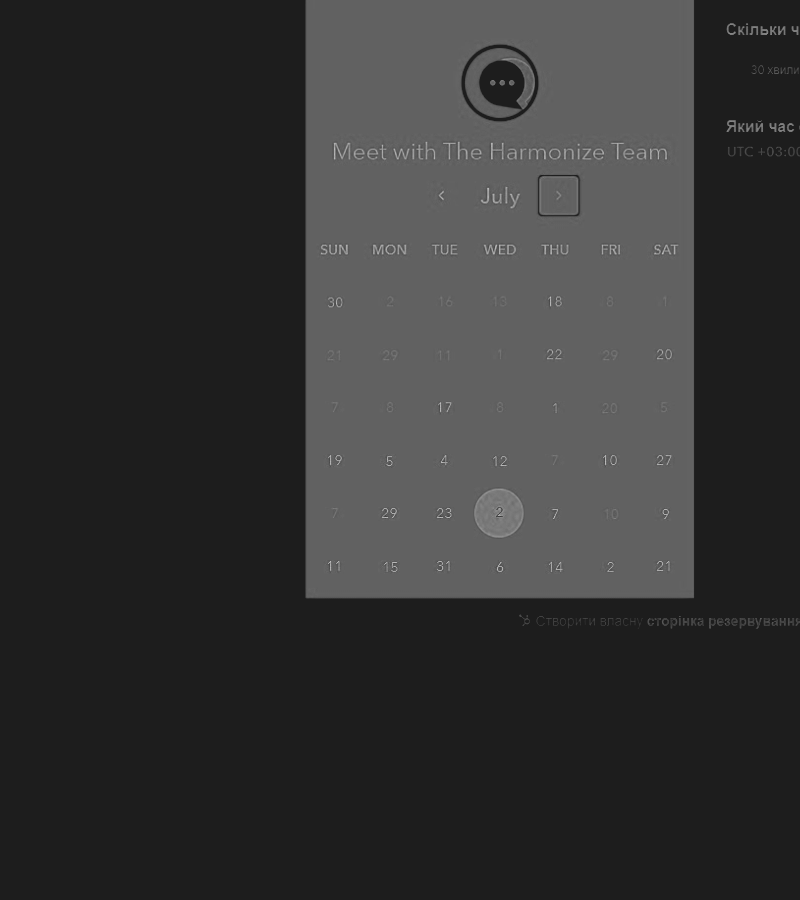 Скільки ч
30 хвили
Який час
UTC +03:00
Meet with The Harmonize Team
July
SUN MON TUE WED THU FRI SAT
30 2 16 13 18 8 1
21 29 11 1 22 29 20
7 8 17 8 1 20 5
19 5 4 12 7 10 27
7 29 23 2 7 10 9
11 15 31 6 14 2 21
Створити власну сторінка резервування